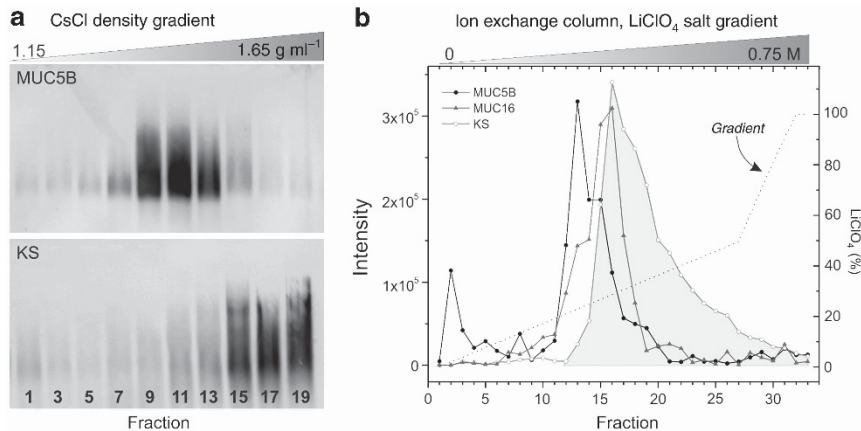 a
CsCl density gradient
1.15
1.65 g ml⁻¹
MUC5B
KS
1 3 5 7 9 11 13 15 17 19
Fraction
b
Ion exchange column, LiClO₄ salt gradient
0
0.75 M
MUC5B
MUC16
KS
Gradient
3x10⁵
2x10⁵
1x10⁵
0
Intensity
100
80
60
40
20
0
LiClO₄ (%)
0 5 10 15 20 25 30
Fraction